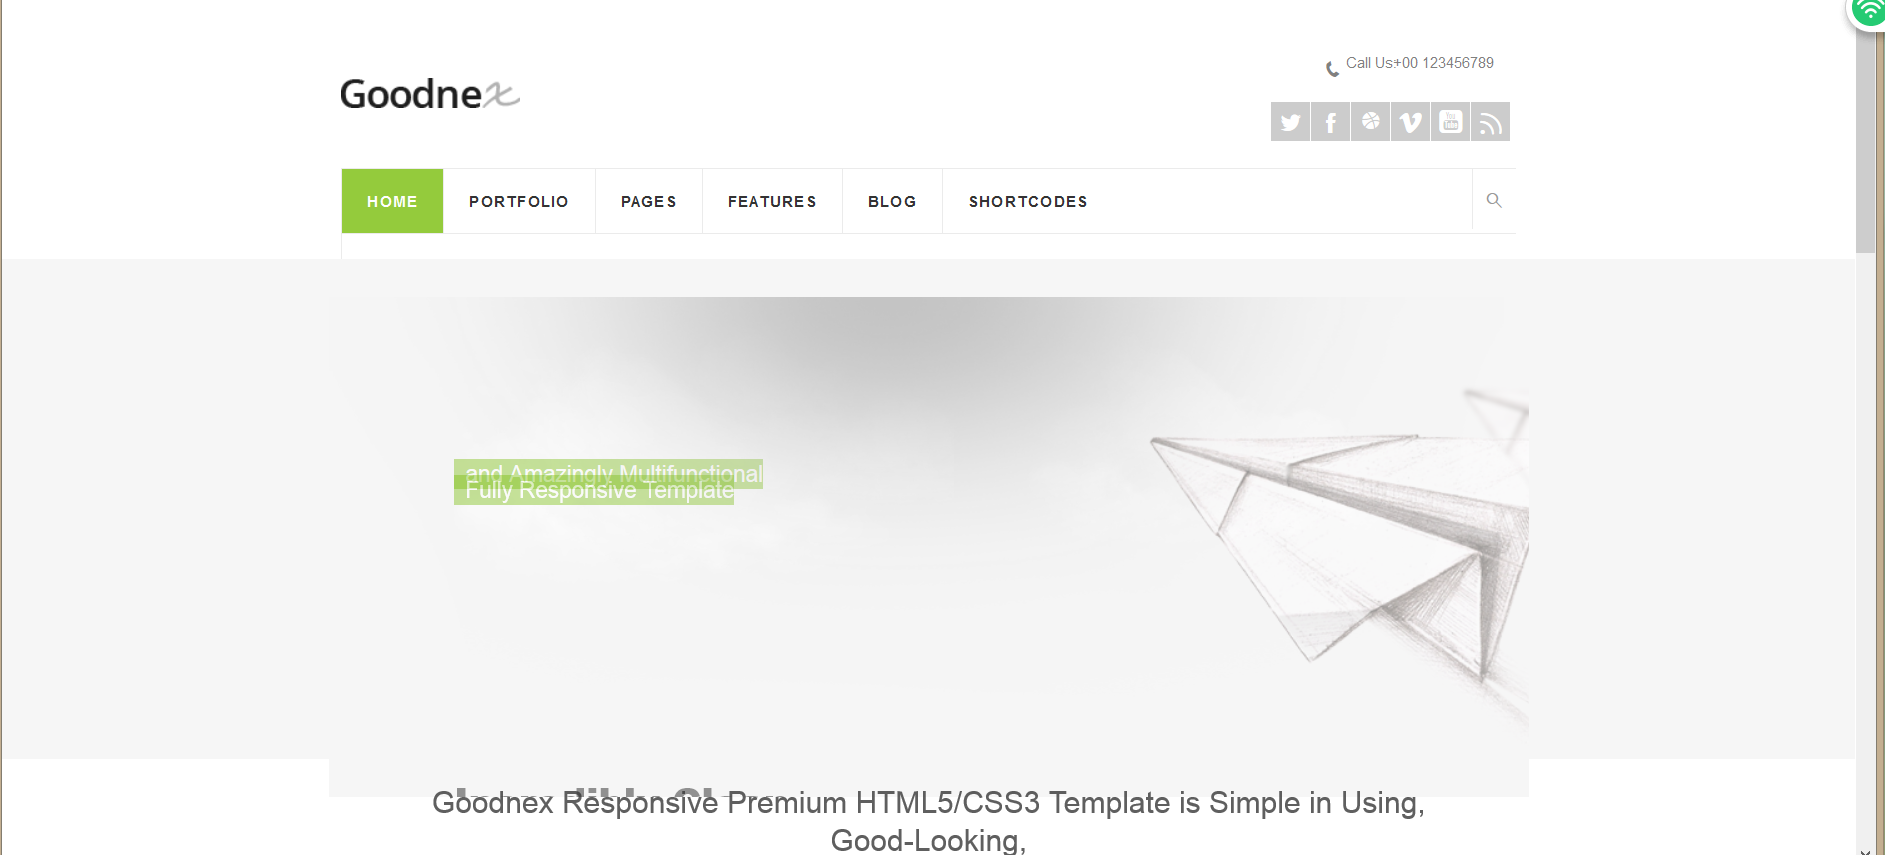 Call Us:+00 123456789
Goodnex
HOME PORTFOLIO PAGES FEATURES BLOG SHORTCODES
and Amazingly Multifunctional
Fully Responsive Template
Goodnex Responsive Premium HTML5/CSS3 Template is Simple in Using,
Good-Looking,